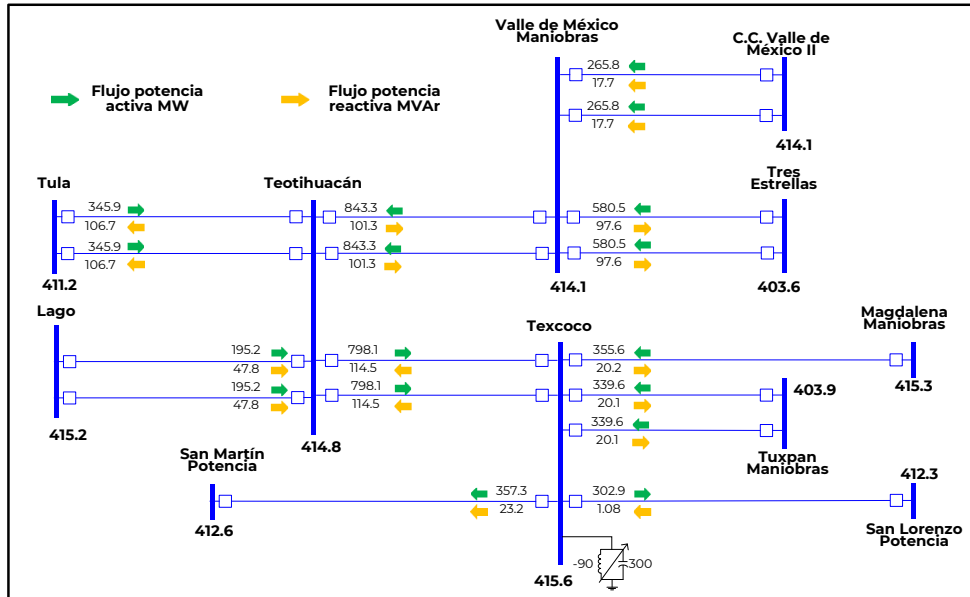 Valle de México
Maniobras
C.C. Valle de
México II
Flujo potencia
activa MW
Flujo potencia
reactiva MVAr
265.8
17.7
265.8
17.7
414.1
Tres
Estrellas
Tula
Teotihuacán
345.9
106.7
843.3
101.3
580.5
97.6
345.9
106.7
843.3
101.3
580.5
97.6
411.2
414.1
403.6
Lago
Texcoco
Magdalena
Maniobras
195.2
47.8
798.1
114.5
355.6
20.2
415.3
195.2
47.8
798.1
114.5
339.6
20.1
403.9
339.6
20.1
415.2
414.8
Tuxpan
Maniobras
San Martín
Potencia
357.3
23.2
302.9
1.08
412.3
412.6
San Lorenzo
Potencia
-90
300
415.6